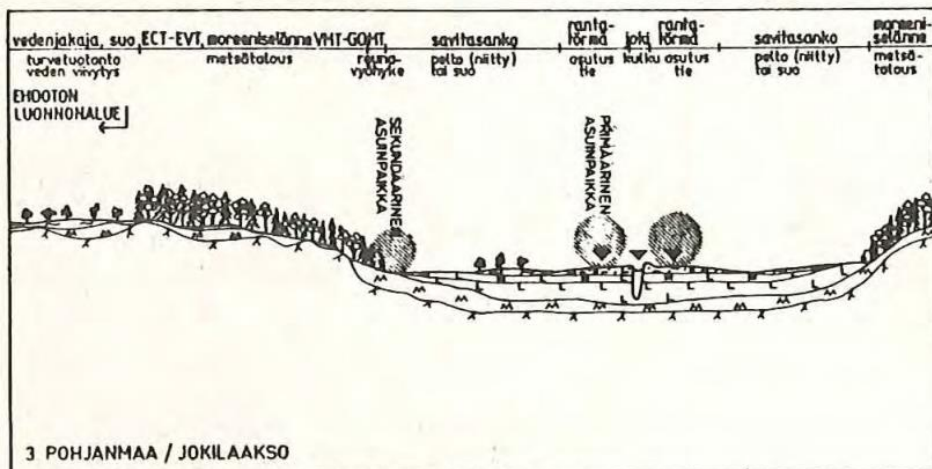 vedenjakaja, suo
ECT-EVT, moreeniselänne VMT-GOMT
savitasanko
ranta-
törmä
joki
ranta-
törmä
savitasanko
moreeni-
selänne
turvetuotanto
veden viivytys
metsätalous
reuna-
vyöhyke
pelto (niitty)
tai suo
asutus
tie
kulku
asutus
tie
pelto (niitty)
tai suo
metsä-
talous
EHDOTON
LUONNONALUE
SEKUNDAARINEN
ASUINPAIKKA
PRIMÄÄRINEN
ASUINPAIKKA
3 POHJANMAA / JOKILAAKSO